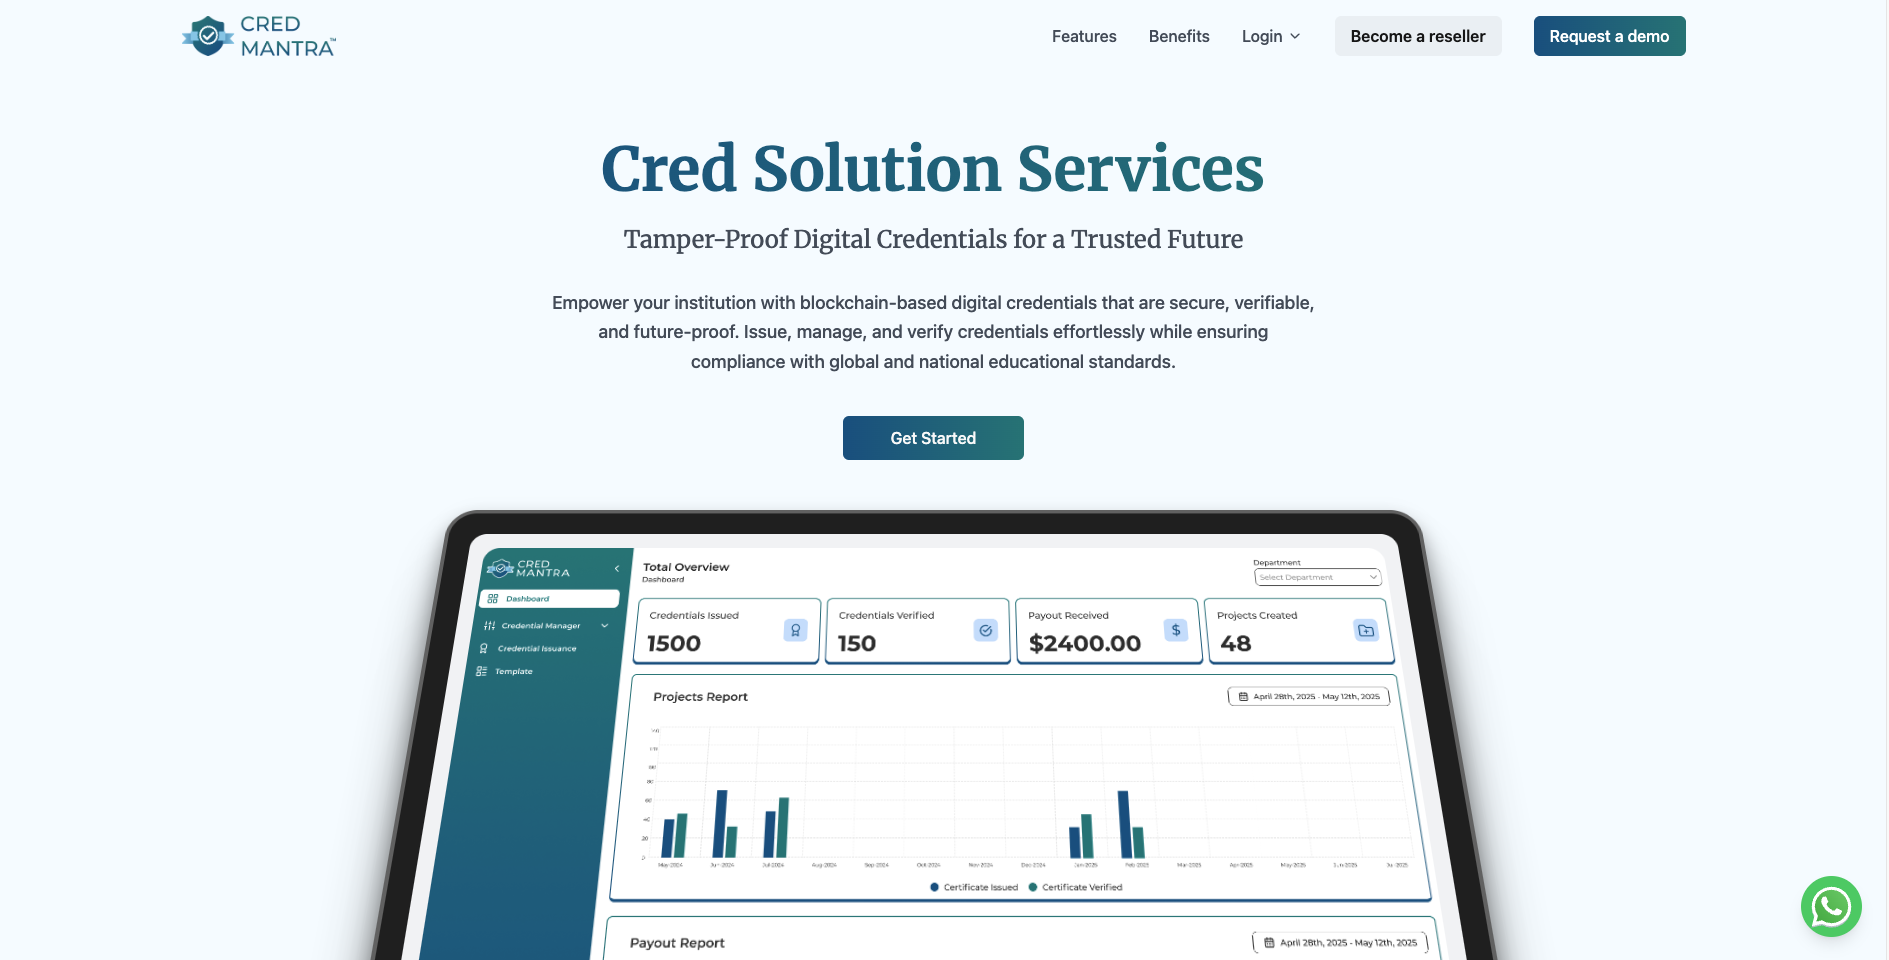 CRED
MANTRA™
Features
Benefits
Login
Become a reseller
Request a demo
Cred Solution Services
Tamper-Proof Digital Credentials for a Trusted Future
Empower your institution with blockchain-based digital credentials that are secure, verifiable,
and future-proof. Issue, manage, and verify credentials effortlessly while ensuring
compliance with global and national educational standards.
Get Started
CRED
MANTRA
Dashboard
Credential Manager
Credential Issuance
Template
Total Overview
Dashboard
Department
Select Department
Credentials Issued
1500
Credentials Verified
150
Payout Received
$2400.00
Projects Created
48
Projects Report
April 28th, 2025 - May 12th, 2025
80
60
40
20
0
May-2024
Jun-2024
Jul-2024
Aug-2024
Sep-2024
Oct-2024
Nov-2024
Dec-2024
Jan-2025
Feb-2025
Mar-2025
Apr-2025
May-2025
Jun-2025
Jul-2025
Certificate Issued
Certificate Verified
Payout Report
April 28th, 2025 - May 12th, 2025